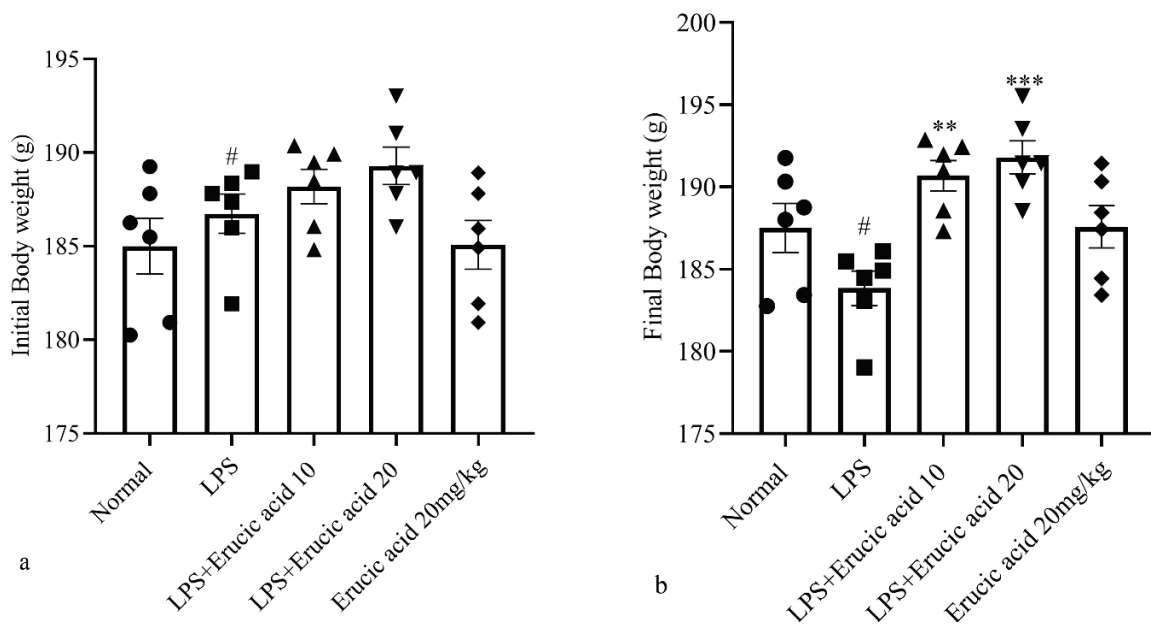 195
190
185
180
175
Initial Body weight (g)
#
Normal
LPS
LPS+Erucic acid 10
LPS+Erucic acid 20
Erucic acid 20mg/kg
a
200
195
190
185
180
175
Final Body weight (g)
#
**
***
Normal
LPS
LPS+Erucic acid 10
LPS+Erucic acid 20
Erucic acid 20mg/kg
b